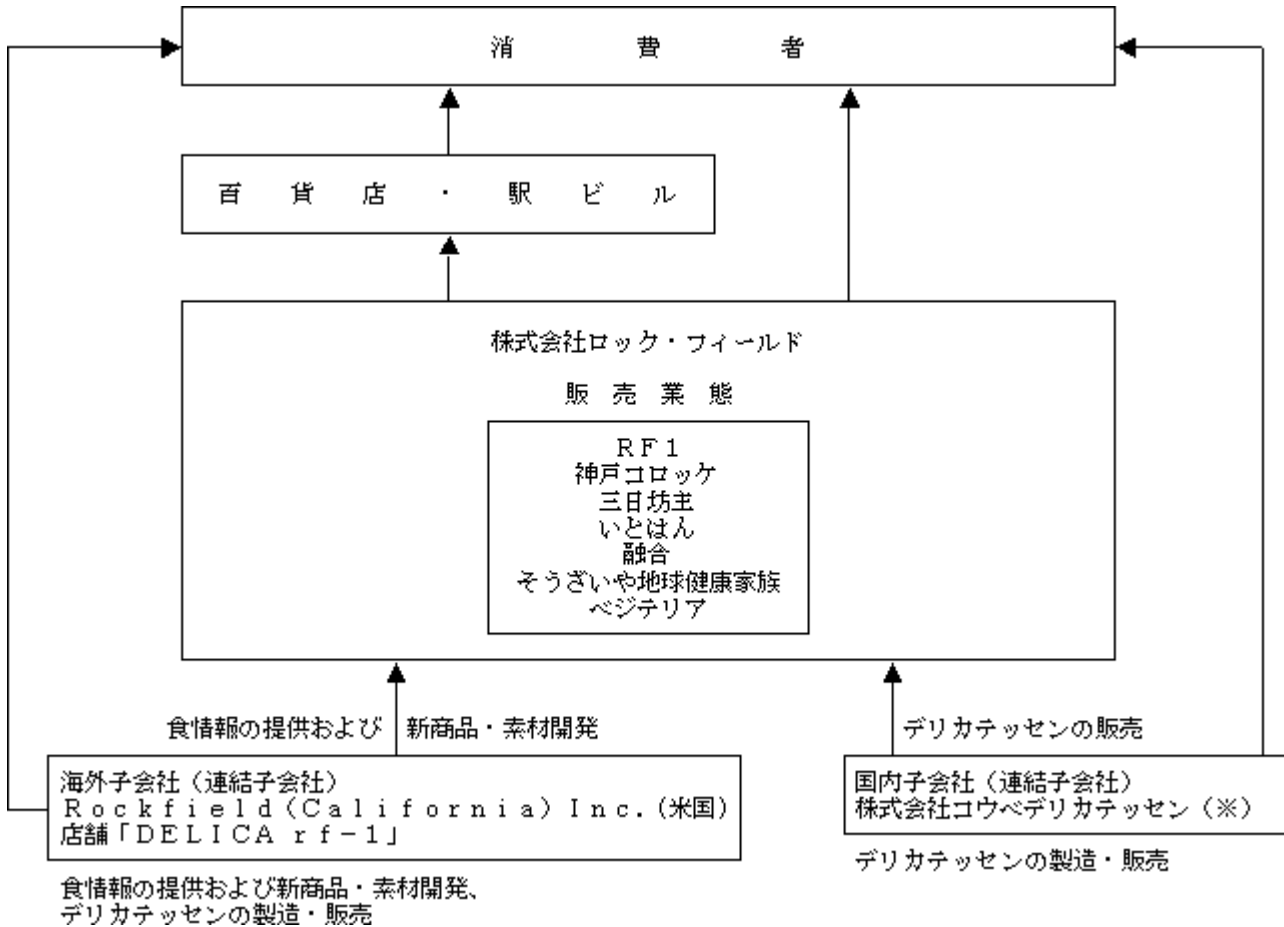 消費者
百貨店・駅ビル
株式会社ロック・フィールド
販売業態
ＲＦ１
神戸コロッケ
三日坊主
いとはん
融合
そうざいや地球健康家族
ベジテリア
食情報の提供および 新商品・素材開発
デリカテッセンの販売
海外子会社（連結子会社）
Ｒｏｃｋｆｉｅｌｄ（Ｃａｌｉｆｏｒｎｉａ）Ｉｎｃ．（米国）
店舗「ＤＥＬＩＣＡ ｒｆ－１」
国内子会社（連結子会社）
株式会社コウベデリカテッセン（※）
食情報の提供および新商品・素材開発、
デリカテッセンの製造・販売
デリカテッセンの製造・販売